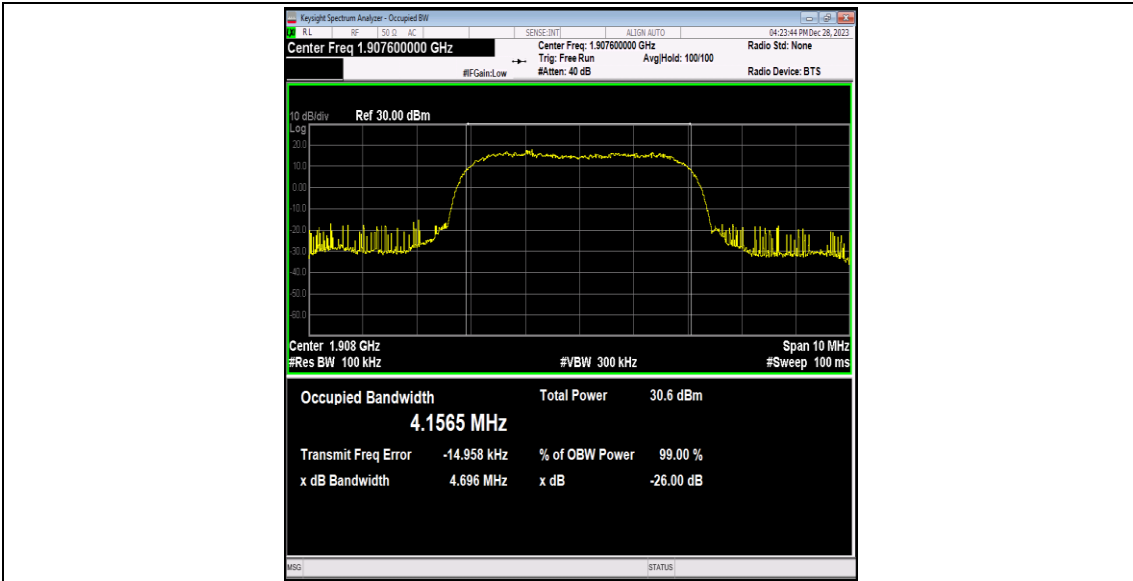 Keysight Spectrum Analyzer - Occupied BW
LXI RL RF 50 Ω AC SENSE:INT ALIGN AUTO 04:23:44 PM Dec 28, 2023
Center Freq 1.907600000 GHz Center Freq: 1.907600000 GHz Radio Std: None
Trig: Free Run Avg|Hold: 100/100
#IFGain:Low #Atten: 40 dB Radio Device: BTS
10 dB/div Ref 30.00 dBm
Log
20.0
10.0
0.00
-10.0
-20.0
-30.0
-40.0
-50.0
-60.0
Center 1.908 GHz Span 10 MHz
#Res BW 100 kHz #VBW 300 kHz #Sweep 100 ms
Occupied Bandwidth Total Power 30.6 dBm
4.1565 MHz
Transmit Freq Error -14.958 kHz % of OBW Power 99.00 %
x dB Bandwidth 4.696 MHz x dB -26.00 dB
MSG STATUS